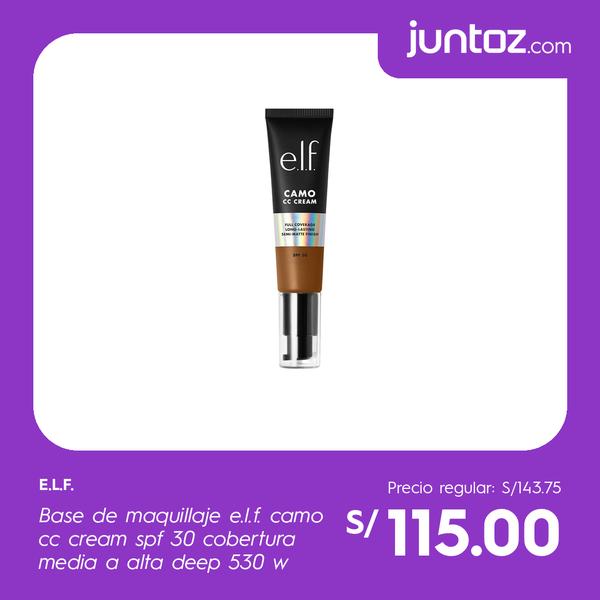 juntoz.com
e.l.f.
CAMO
CC CREAM
FULL COVERAGE
LONG-LASTING
SEMI-MATTE FINISH
SPF 30
E.L.F.
Base de maquillaje e.l.f. camo
cc cream spf 30 cobertura
media a alta deep 530 w
Precio regular: S/143.75
S/115.00